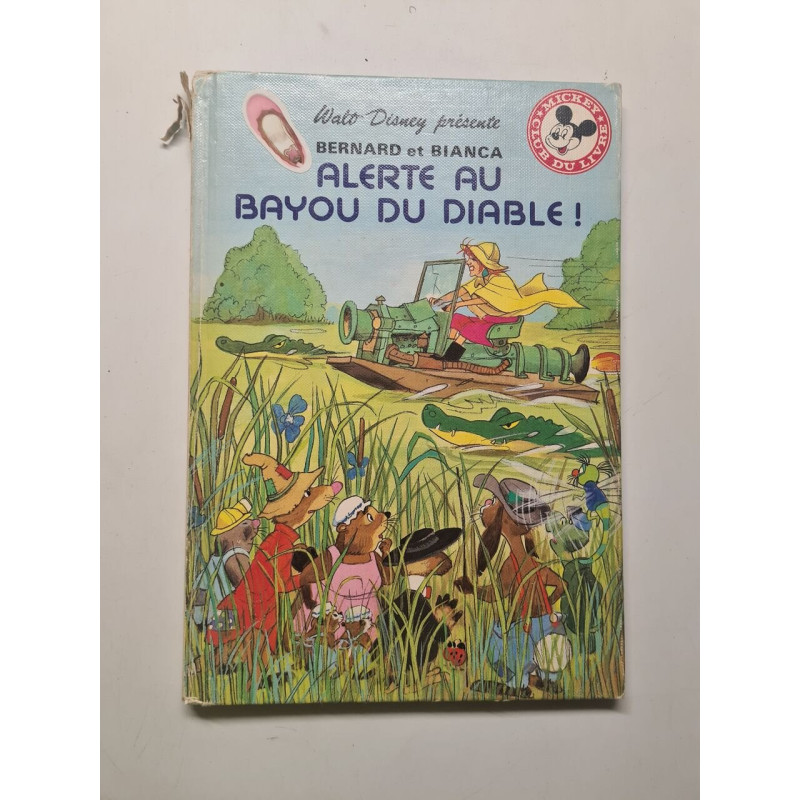 Walt Disney présente
BERNARD et BIANCA
ALERTE AU
BAYOU DU DIABLE !
MICKEY
CLUB DU LIVRE